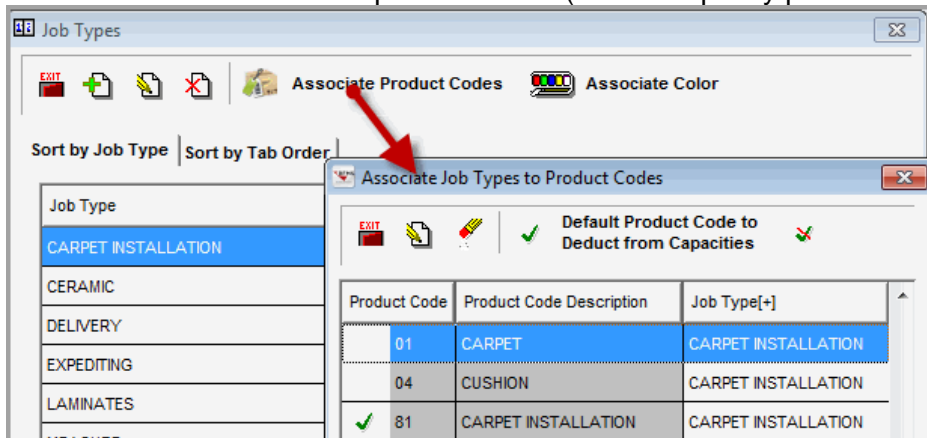 Job Types
EXIT
Associate Product Codes
Associate Color
Sort by Job Type
Sort by Tab Order
Job Type
CARPET INSTALLATION
CERAMIC
DELIVERY
EXPEDITING
LAMINATES
Associate Job Types to Product Codes
EXIT
Default Product Code to
Deduct from Capacities
Product Code Product Code Description Job Type[+]
01 CARPET CARPET INSTALLATION
04 CUSHION CARPET INSTALLATION
81 CARPET INSTALLATION CARPET INSTALLATION